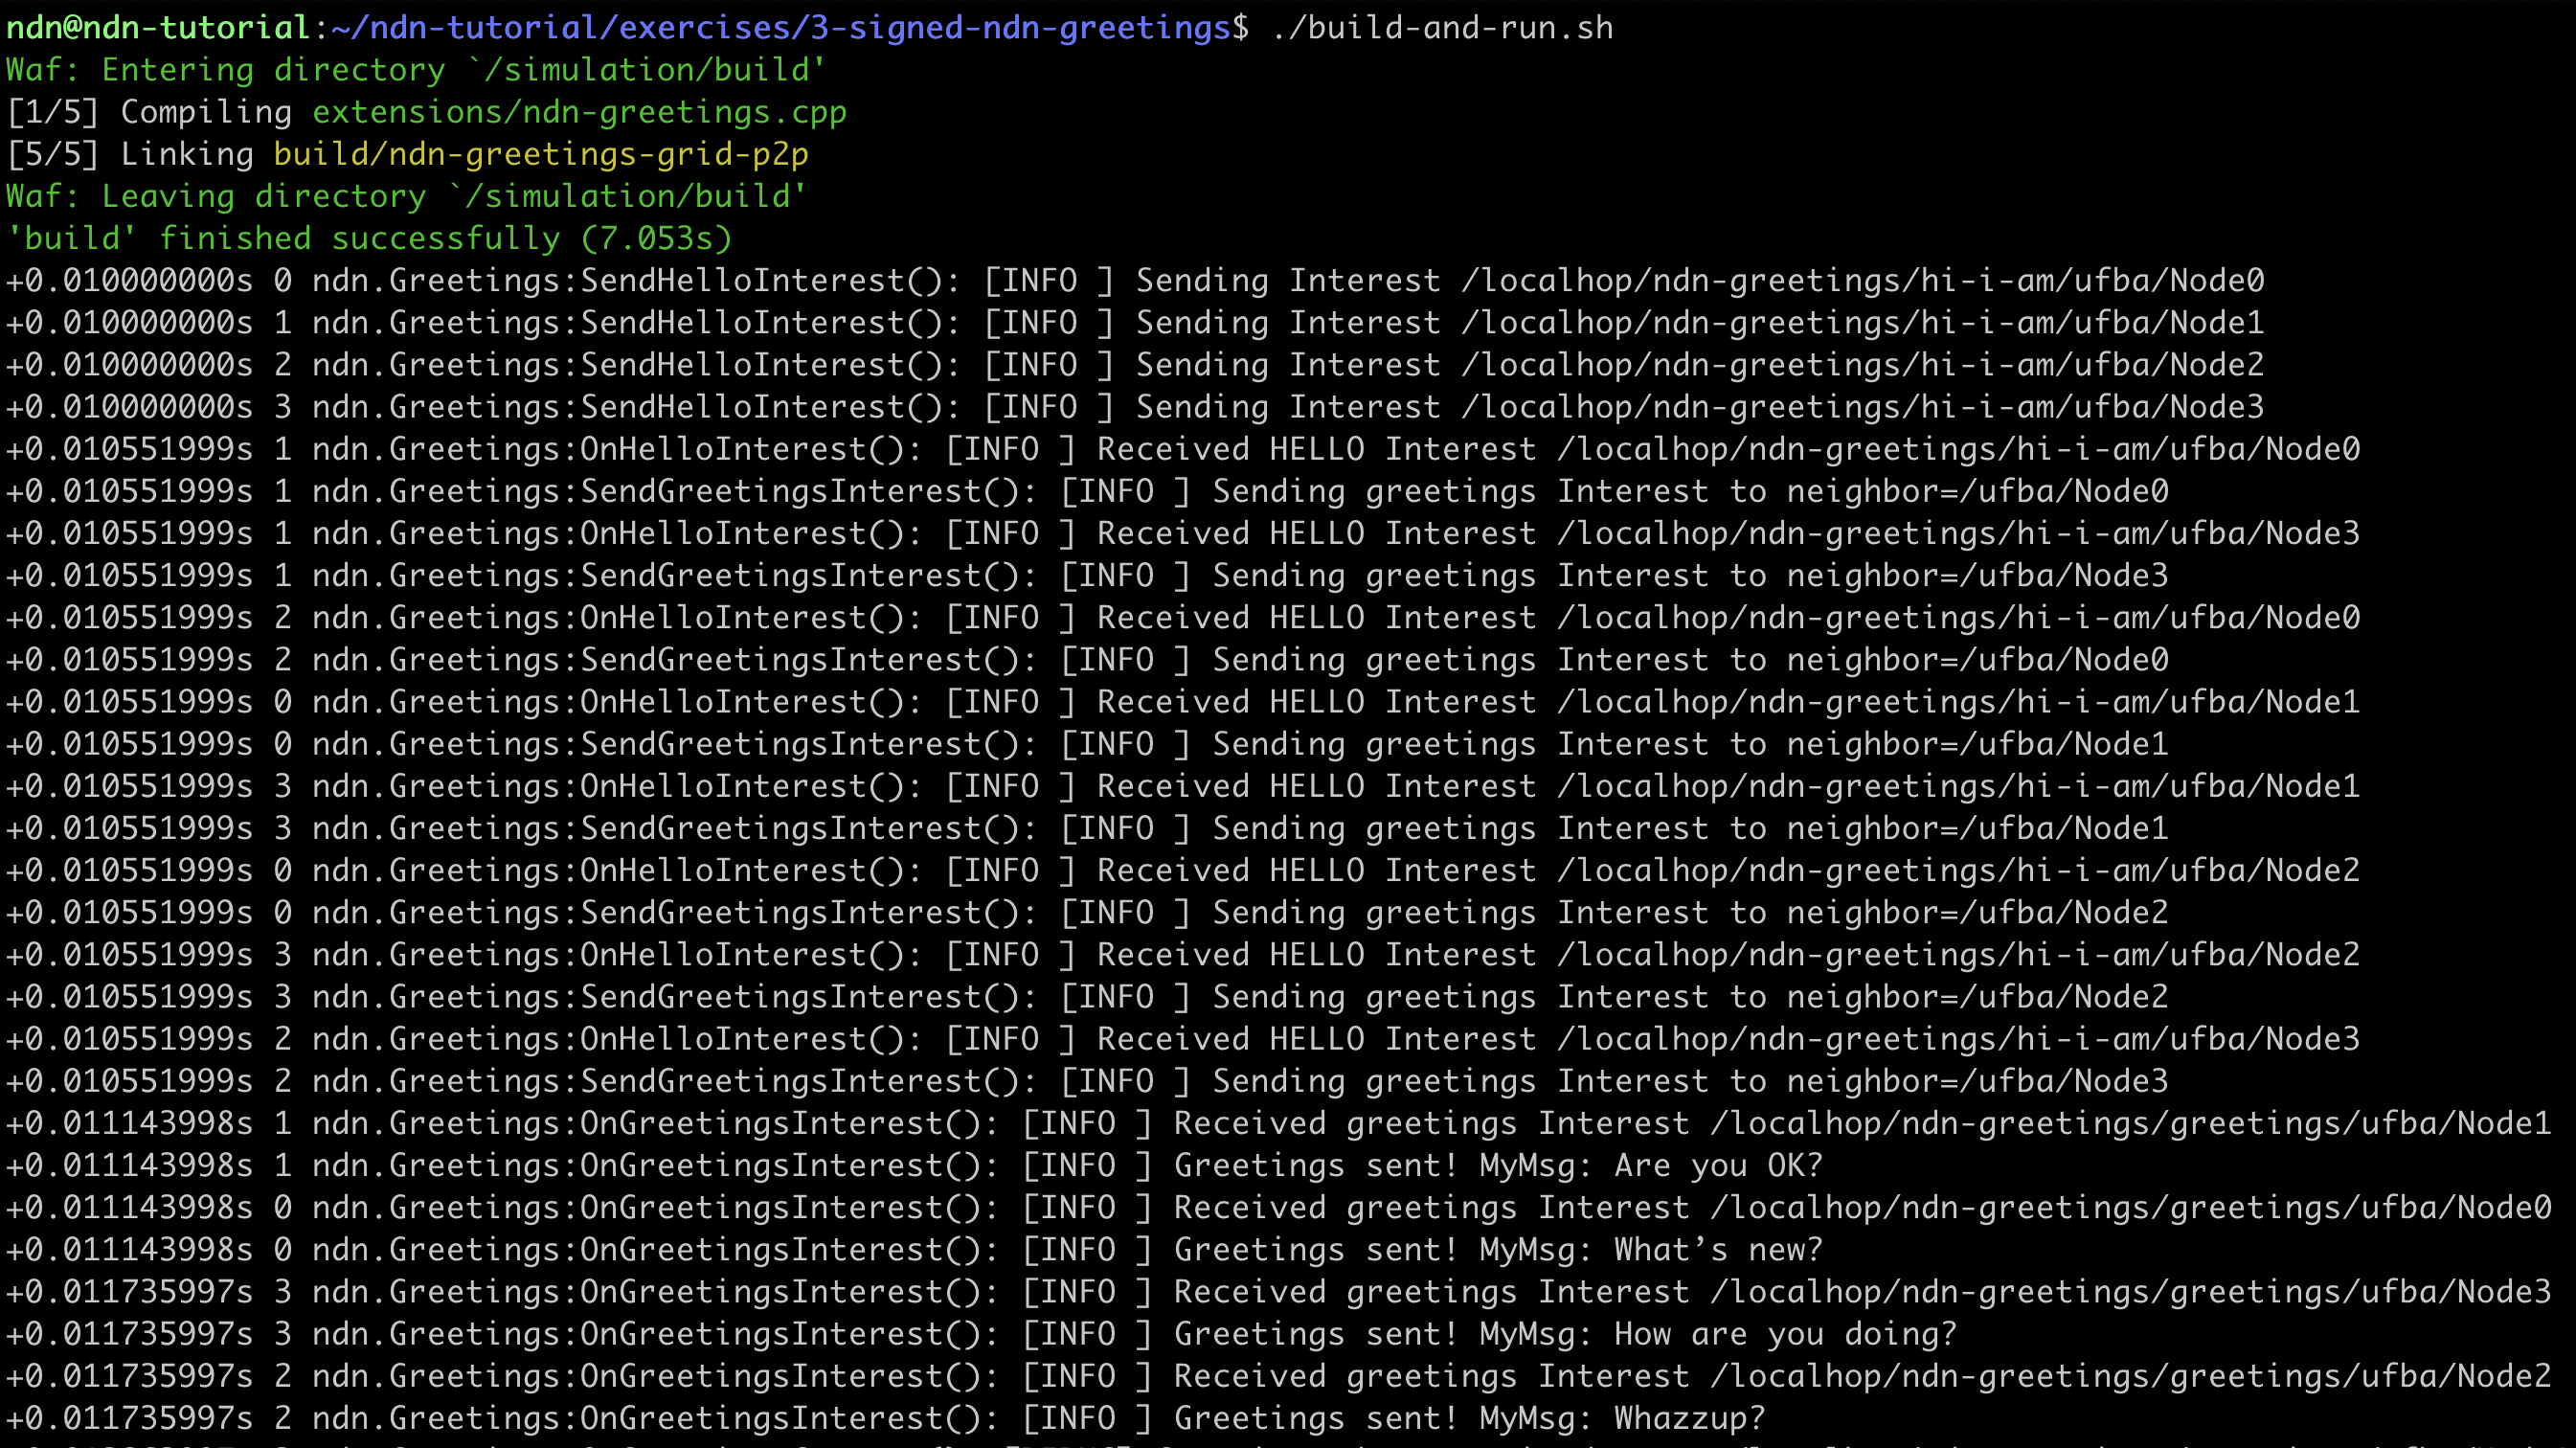 ndn@ndn-tutorial:~/ndn-tutorial/exercises/3-signed-ndn-greetings$ ./build-and-run.sh
Waf: Entering directory `/simulation/build'
[1/5] Compiling extensions/ndn-greetings.cpp
[5/5] Linking build/ndn-greetings-grid-p2p
Waf: Leaving directory `/simulation/build'
'build' finished successfully (7.053s)
+0.010000000s 0 ndn.Greetings:SendHelloInterest(): [INFO ] Sending Interest /localhop/ndn-greetings/hi-i-am/ufba/Node0
+0.010000000s 1 ndn.Greetings:SendHelloInterest(): [INFO ] Sending Interest /localhop/ndn-greetings/hi-i-am/ufba/Node1
+0.010000000s 2 ndn.Greetings:SendHelloInterest(): [INFO ] Sending Interest /localhop/ndn-greetings/hi-i-am/ufba/Node2
+0.010000000s 3 ndn.Greetings:SendHelloInterest(): [INFO ] Sending Interest /localhop/ndn-greetings/hi-i-am/ufba/Node3
+0.010551999s 1 ndn.Greetings:OnHelloInterest(): [INFO ] Received HELLO Interest /localhop/ndn-greetings/hi-i-am/ufba/Node0
+0.010551999s 1 ndn.Greetings:SendGreetingsInterest(): [INFO ] Sending greetings Interest to neighbor=/ufba/Node0
+0.010551999s 1 ndn.Greetings:OnHelloInterest(): [INFO ] Received HELLO Interest /localhop/ndn-greetings/hi-i-am/ufba/Node3
+0.010551999s 1 ndn.Greetings:SendGreetingsInterest(): [INFO ] Sending greetings Interest to neighbor=/ufba/Node3
+0.010551999s 2 ndn.Greetings:OnHelloInterest(): [INFO ] Received HELLO Interest /localhop/ndn-greetings/hi-i-am/ufba/Node0
+0.010551999s 2 ndn.Greetings:SendGreetingsInterest(): [INFO ] Sending greetings Interest to neighbor=/ufba/Node0
+0.010551999s 0 ndn.Greetings:OnHelloInterest(): [INFO ] Received HELLO Interest /localhop/ndn-greetings/hi-i-am/ufba/Node1
+0.010551999s 0 ndn.Greetings:SendGreetingsInterest(): [INFO ] Sending greetings Interest to neighbor=/ufba/Node1
+0.010551999s 3 ndn.Greetings:OnHelloInterest(): [INFO ] Received HELLO Interest /localhop/ndn-greetings/hi-i-am/ufba/Node1
+0.010551999s 3 ndn.Greetings:SendGreetingsInterest(): [INFO ] Sending greetings Interest to neighbor=/ufba/Node1
+0.010551999s 0 ndn.Greetings:OnHelloInterest(): [INFO ] Received HELLO Interest /localhop/ndn-greetings/hi-i-am/ufba/Node2
+0.010551999s 0 ndn.Greetings:SendGreetingsInterest(): [INFO ] Sending greetings Interest to neighbor=/ufba/Node2
+0.010551999s 3 ndn.Greetings:OnHelloInterest(): [INFO ] Received HELLO Interest /localhop/ndn-greetings/hi-i-am/ufba/Node2
+0.010551999s 3 ndn.Greetings:SendGreetingsInterest(): [INFO ] Sending greetings Interest to neighbor=/ufba/Node2
+0.010551999s 2 ndn.Greetings:OnHelloInterest(): [INFO ] Received HELLO Interest /localhop/ndn-greetings/hi-i-am/ufba/Node3
+0.010551999s 2 ndn.Greetings:SendGreetingsInterest(): [INFO ] Sending greetings Interest to neighbor=/ufba/Node3
+0.011143998s 1 ndn.Greetings:OnGreetingsInterest(): [INFO ] Received greetings Interest /localhop/ndn-greetings/greetings/ufba/Node1
+0.011143998s 1 ndn.Greetings:OnGreetingsInterest(): [INFO ] Greetings sent! MyMsg: Are you OK?
+0.011143998s 0 ndn.Greetings:OnGreetingsInterest(): [INFO ] Received greetings Interest /localhop/ndn-greetings/greetings/ufba/Node0
+0.011143998s 0 ndn.Greetings:OnGreetingsInterest(): [INFO ] Greetings sent! MyMsg: What’s new?
+0.011735997s 3 ndn.Greetings:OnGreetingsInterest(): [INFO ] Received greetings Interest /localhop/ndn-greetings/greetings/ufba/Node3
+0.011735997s 3 ndn.Greetings:OnGreetingsInterest(): [INFO ] Greetings sent! MyMsg: How are you doing?
+0.011735997s 2 ndn.Greetings:OnGreetingsInterest(): [INFO ] Received greetings Interest /localhop/ndn-greetings/greetings/ufba/Node2
+0.011735997s 2 ndn.Greetings:OnGreetingsInterest(): [INFO ] Greetings sent! MyMsg: Whazzup?